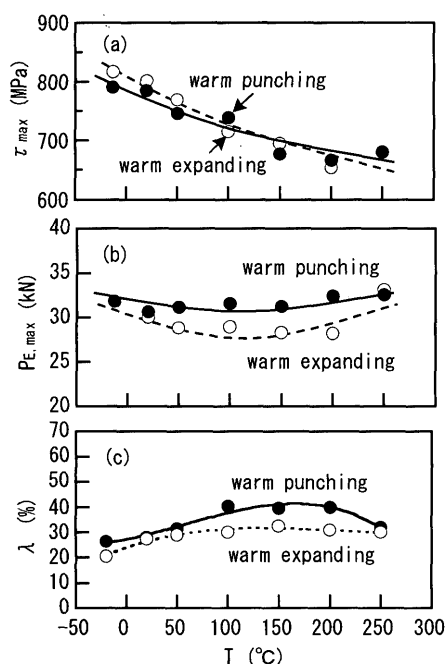 900
(a)
800
warm punching
τ max (MPa)
700
warm expanding
600
40
(b)
35
warm punching
PE,max (kN)
30
25
warm expanding
20
70
60
(c)
50
warm punching
λ (%)
40
30
20
warm expanding
10
0
-50 0 50 100 150 200 250 300
T (°C)